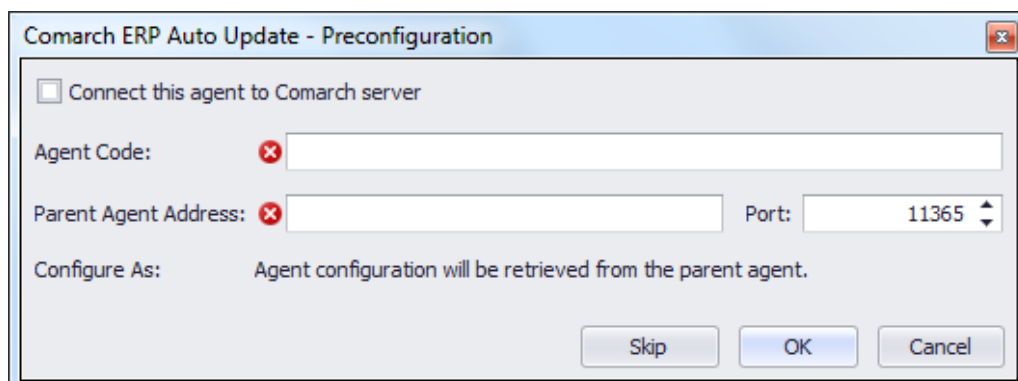 Comarch ERP Auto Update - Preconfiguration
Connect this agent to Comarch server
Agent Code:
Parent Agent Address: Port: 11365
Configure As: Agent configuration will be retrieved from the parent agent.
Skip OK Cancel